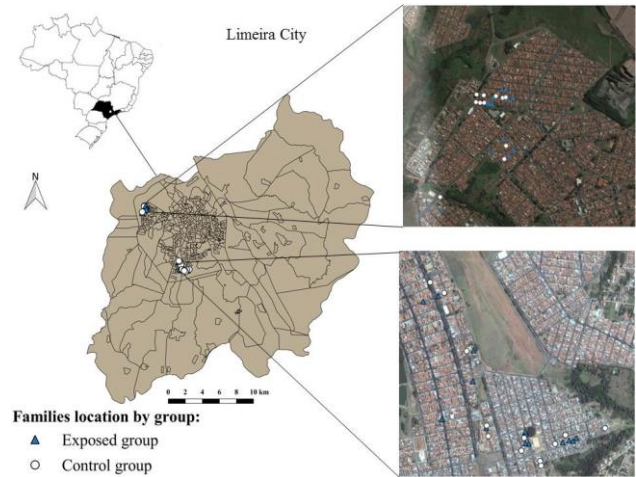 Limeira City
N
0 2 4 6 8 10 km
Families location by group:
Exposed group
Control group